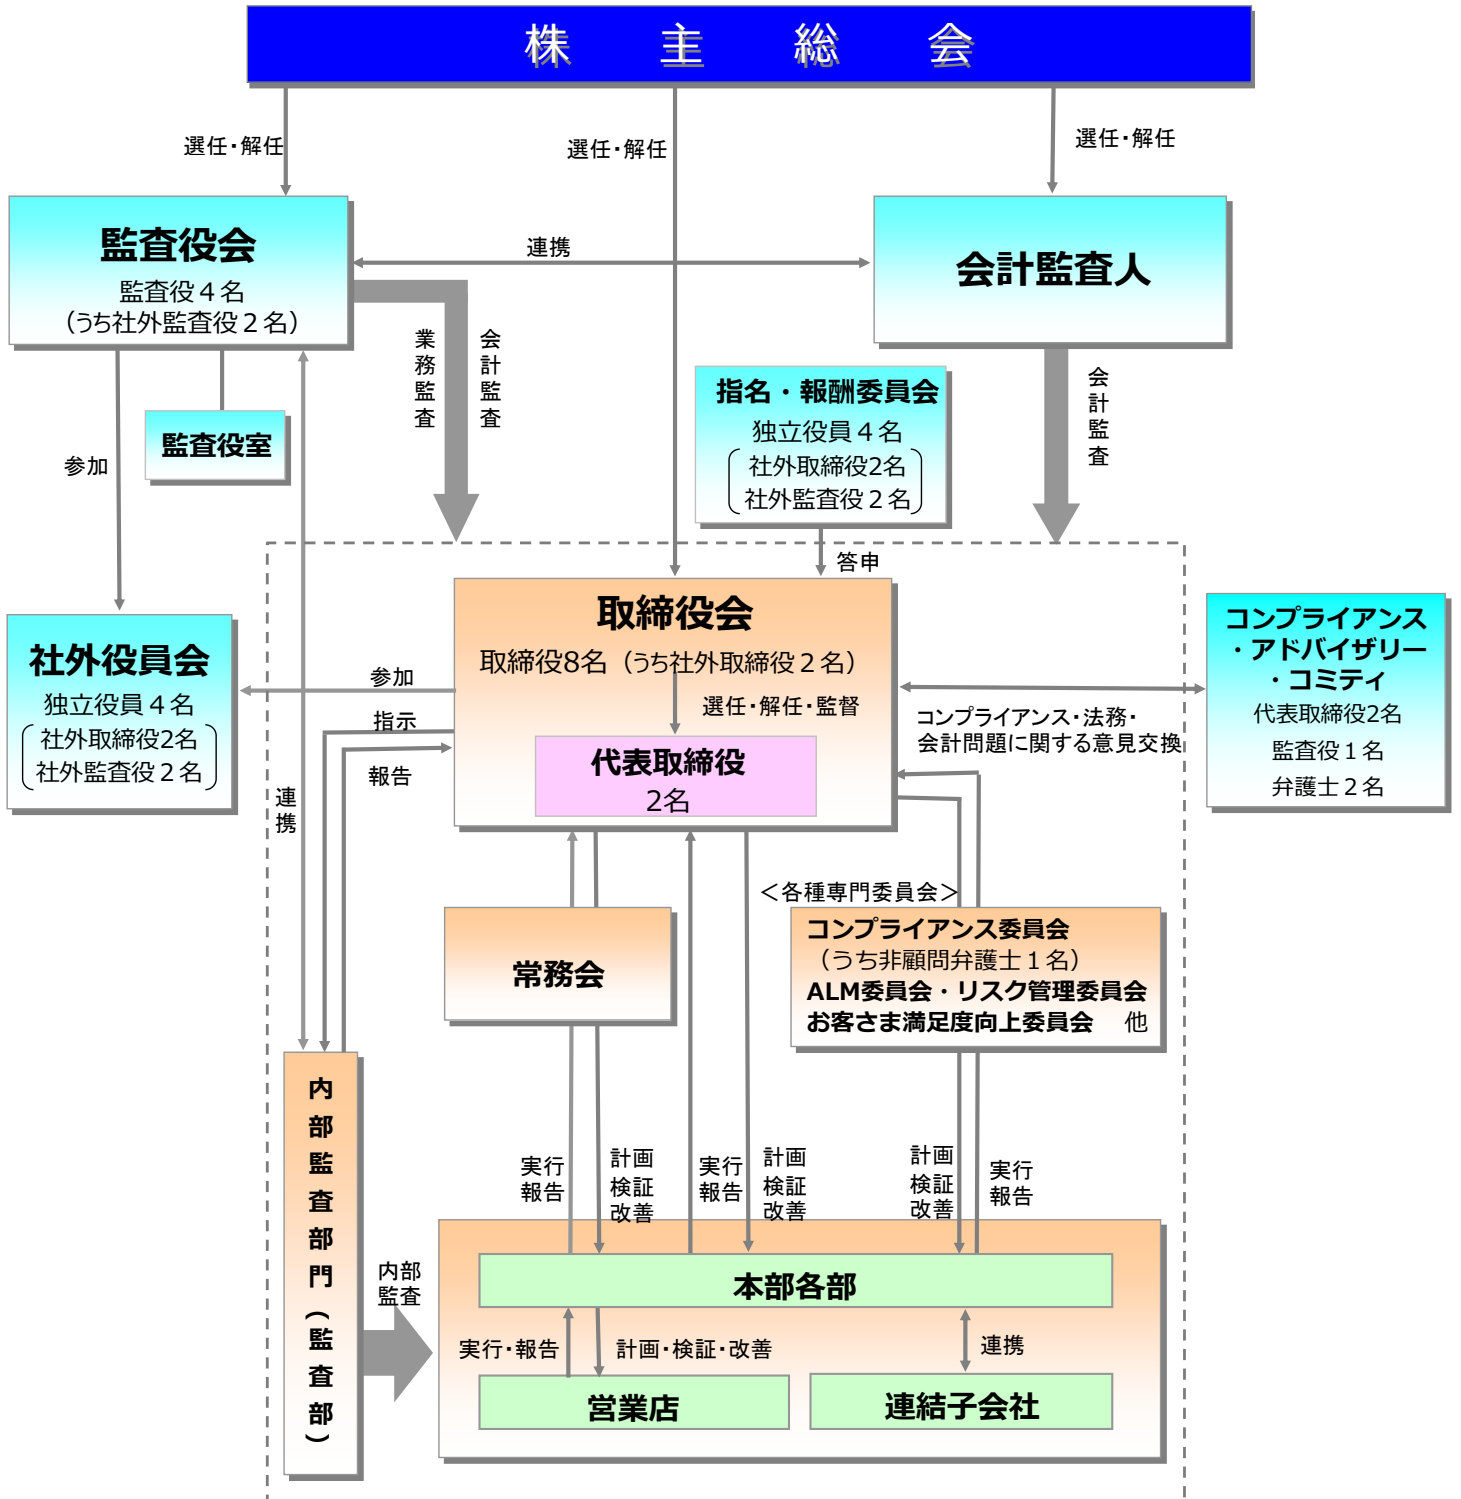 株主総会
選任・解任
選任・解任
選任・解任
監査役会
監査役４名
（うち社外監査役２名）
連携
会計監査人
業務監査
会計監査
会計監査
指名・報酬委員会
独立役員４名
社外取締役2名
社外監査役２名
監査役室
参加
答申
取締役会
取締役8名（うち社外取締役２名）
選任・解任・監督
代表取締役
2名
社外役員会
独立役員４名
社外取締役2名
社外監査役２名
参加
指示
報告
連携
コンプライアンス
・アドバイザリー
・コミティ
代表取締役2名
監査役１名
弁護士２名
コンプライアンス・法務・
会計問題に関する意見交換
＜各種専門委員会＞
常務会
コンプライアンス委員会
（うち非顧問弁護士１名）
ALM委員会・リスク管理委員会
お客さま満足度向上委員会　他
内部監査部門（監査部）
実行
報告
計画
検証
改善
実行
報告
計画
検証
改善
計画
検証
改善
実行
報告
内部
監査
本部各部
実行・報告
計画・検証・改善
連携
営業店
連結子会社